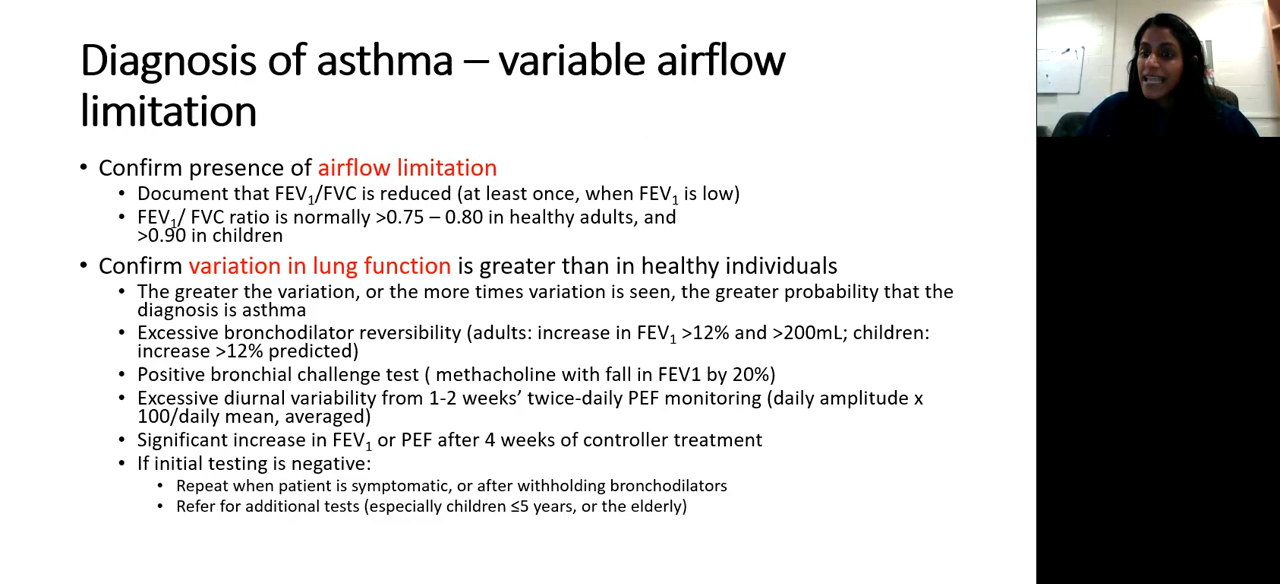 Diagnosis of asthma – variable airflow
limitation
• Confirm presence of airflow limitation
• Document that FEV1/FVC is reduced (at least once, when FEV1 is low)
• FEV1/ FVC ratio is normally >0.75 – 0.80 in healthy adults, and
>0.90 in children
• Confirm variation in lung function is greater than in healthy individuals
• The greater the variation, or the more times variation is seen, the greater probability that the
diagnosis is asthma
• Excessive bronchodilator reversibility (adults: increase in FEV1 >12% and >200mL; children:
increase >12% predicted)
• Positive bronchial challenge test ( methacholine with fall in FEV1 by 20%)
• Excessive diurnal variability from 1-2 weeks’ twice-daily PEF monitoring (daily amplitude x
100/daily mean, averaged)
• Significant increase in FEV1 or PEF after 4 weeks of controller treatment
• If initial testing is negative:
• Repeat when patient is symptomatic, or after withholding bronchodilators
• Refer for additional tests (especially children ≤5 years, or the elderly)